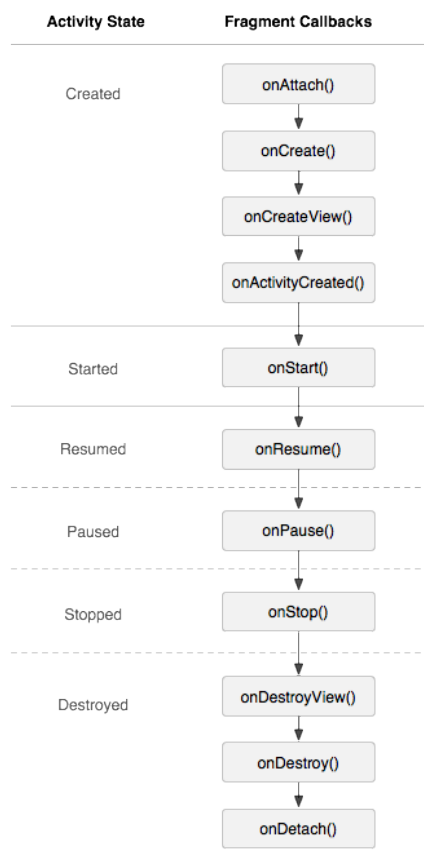 Activity State Fragment Callbacks
Created
onAttach()
onCreate()
onCreateView()
onActivityCreated()
Started onStart()
Resumed onResume()
Paused onPause()
Stopped onStop()
Destroyed
onDestroyView()
onDestroy()
onDetach()